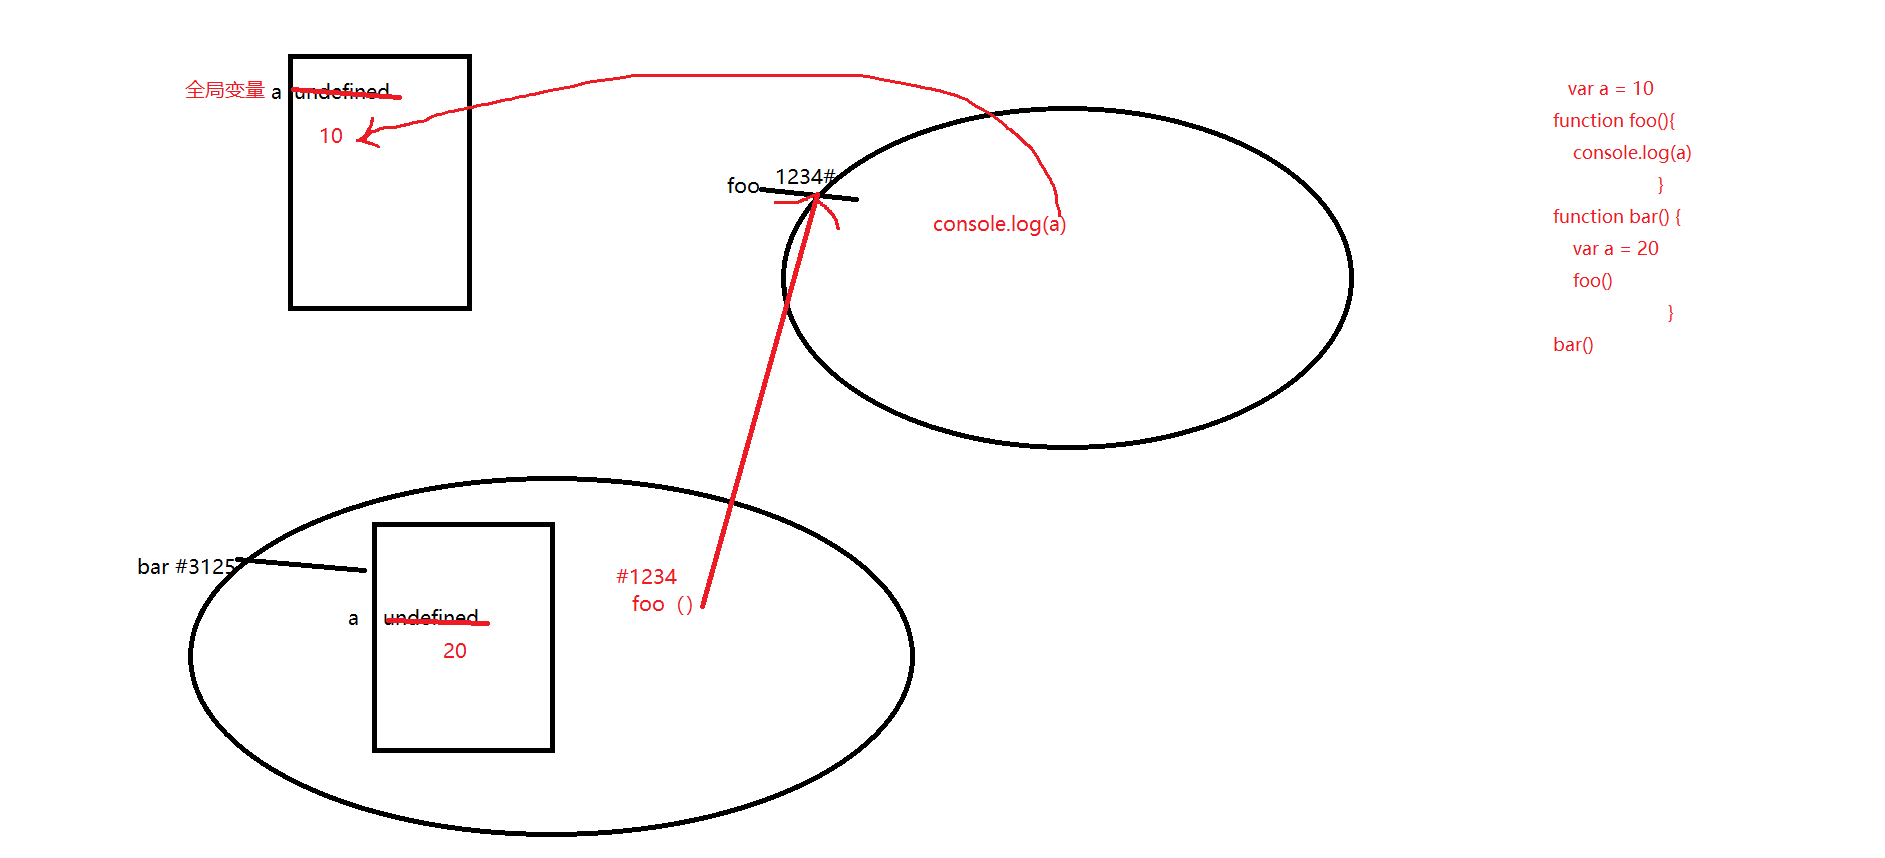 全局变量 a undefined
10
foo 1234#
console.log(a)
bar #3125
a undefined
20
#1234
foo ()
var a = 10
function foo(){
console.log(a)
}
function bar() {
var a = 20
foo()
}
bar()